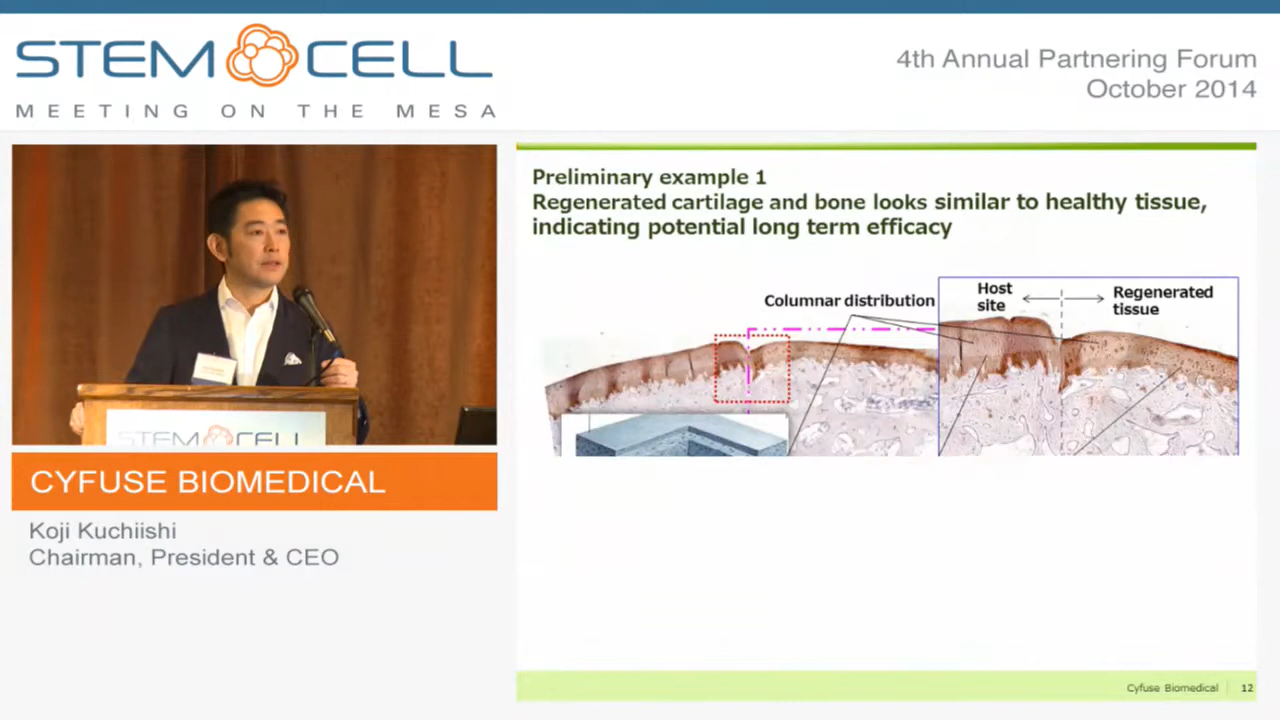 STEM CELL
MEETING ON THE MESA
4th Annual Partnering Forum
October 2014
STEM CELL
CYFUSE BIOMEDICAL
Koji Kuchiishi
Chairman, President & CEO
Preliminary example 1
Regenerated cartilage and bone looks similar to healthy tissue,
indicating potential long term efficacy
Columnar distribution
Host
site
Regenerated
tissue
Cyfuse Biomedical
12